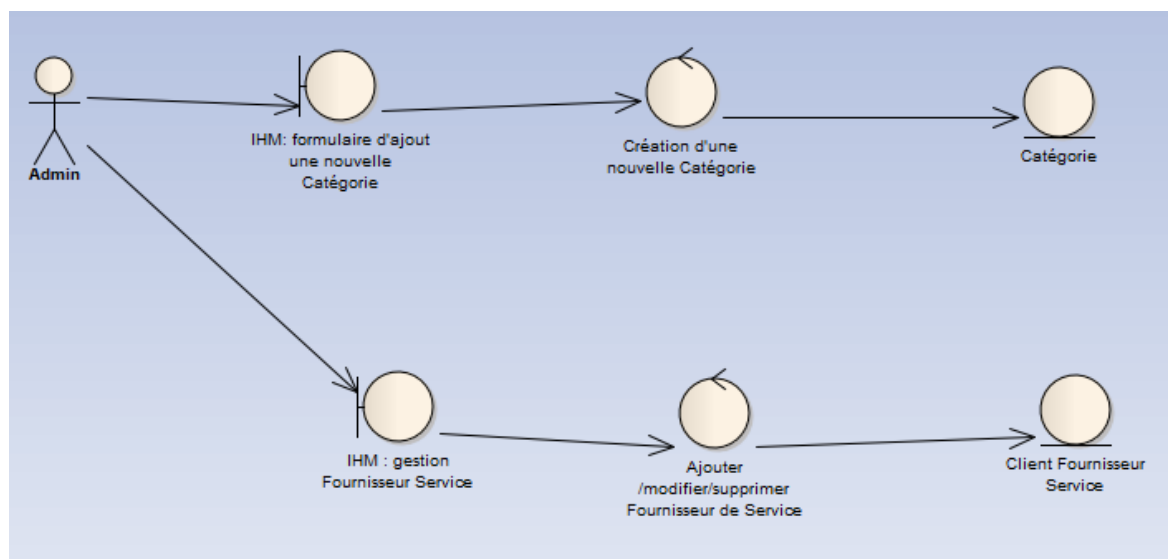 Admin
IHM: formulaire d'ajout
une nouvelle
Catégorie
Création d'une
nouvelle Catégorie
Catégorie
IHM : gestion
Fournisseur Service
Ajouter
/modifier/supprimer
Fournisseur de Service
Client Fournisseur
Service